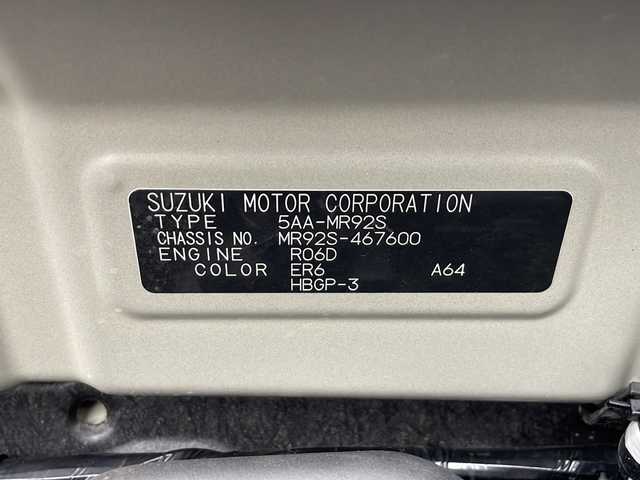 SUZUKI MOTOR CORPORATION
TYPE 5AA-MR92S
CHASSIS NO. MR92S-467600
ENGINE R06D
COLOR ER6 A64
HBGP-3